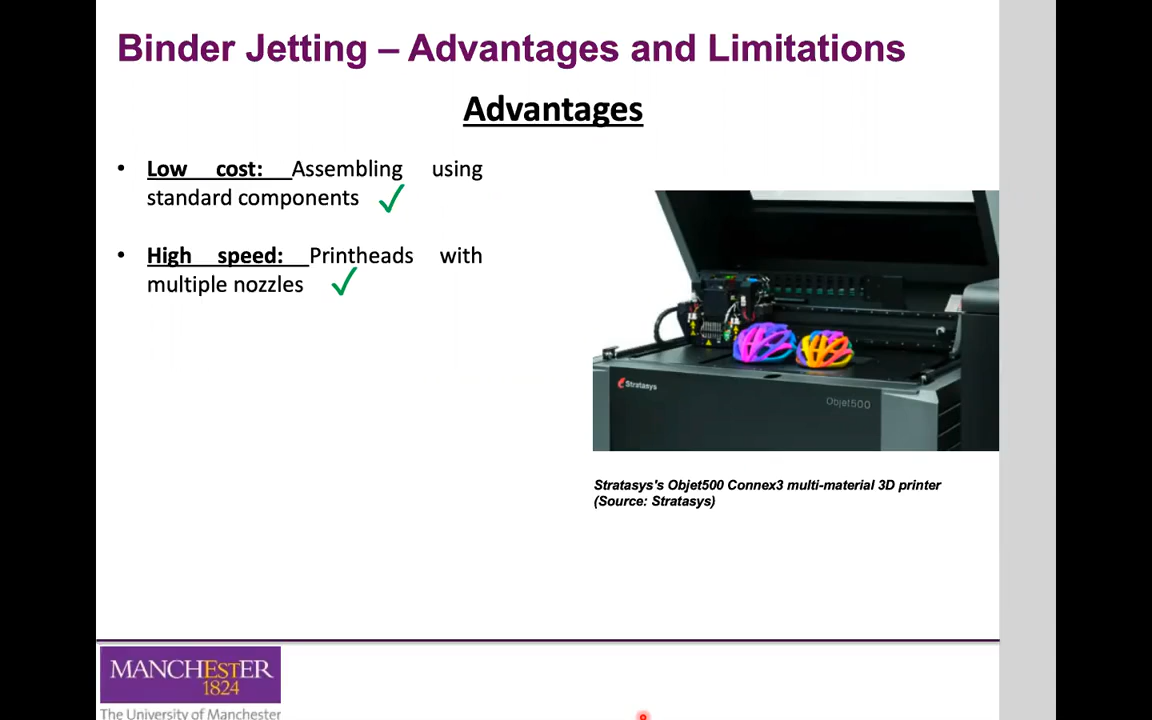 Binder Jetting – Advantages and Limitations
Advantages
• Low cost: Assembling using
standard components
• High speed: Printheads with
multiple nozzles
Stratasys
Objet500
Stratasys's Objet500 Connex3 multi-material 3D printer
(Source: Stratasys)
MANCHESTER
1824
The University of Manchester